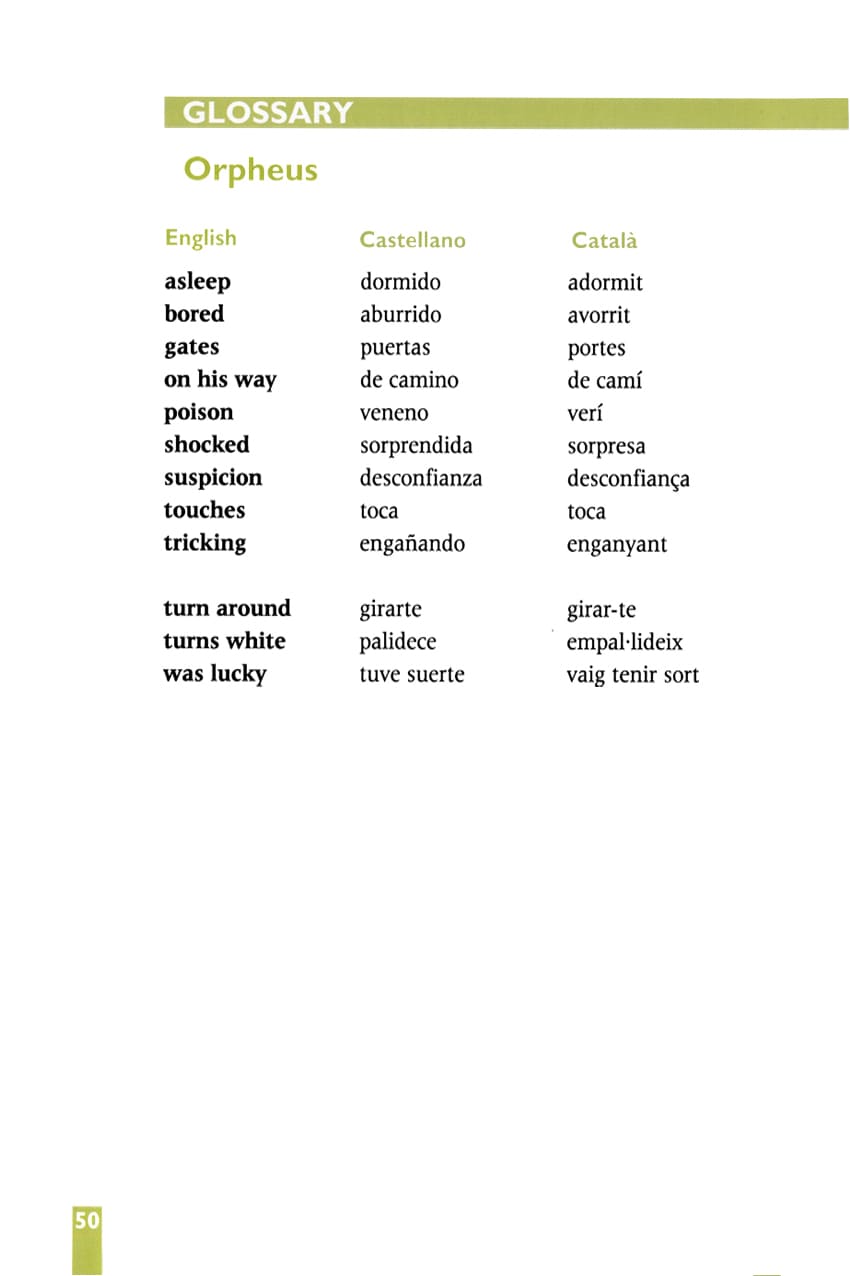 GLOSSARY
Orpheus
English Castellano Català
asleep dormido adormit
bored aburrido avorrit
gates puertas portes
on his way de camino de camí
poison veneno verí
shocked sorprendida sorpresa
suspicion desconfianza desconfiança
touches toca toca
tricking engañando enganyant
turn around girarte girar-te
turns white palidece empal·lideix
was lucky tuve suerte vaig tenir sort
50